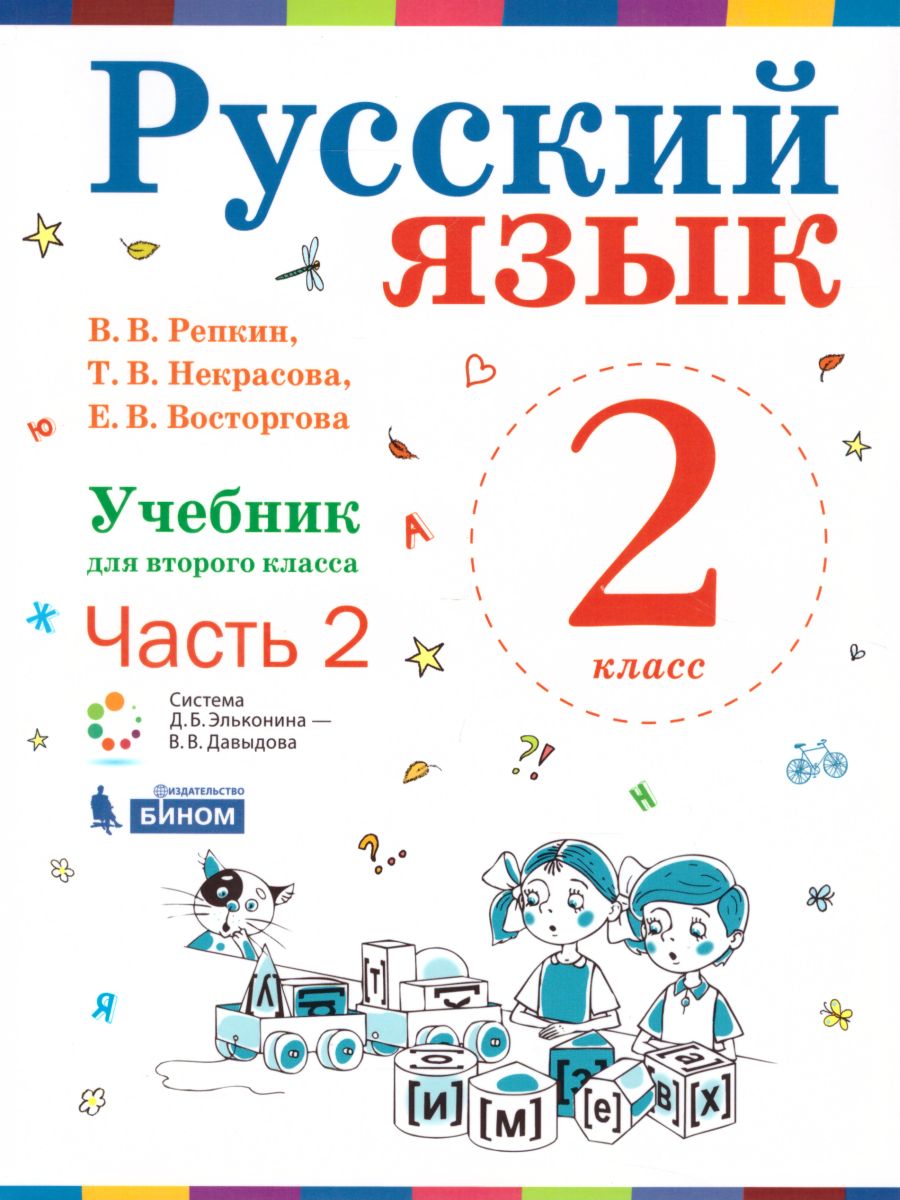 Русский
язык
В. В. Репкин,
Т. В. Некрасова,
Е. В. Восторгова
Учебник
для второго класса
Часть 2
2
класс
Система
Д. Б. Эльконина —
В. В. Давыдова
ИЗДАТЕЛЬСТВО
БИНОМ
Ю
А
Ж
?!
Н
?...
Я
[л]
[р]
[т]
[к]
[о]
[и]
[м]
[з]
[е]
[а]
[в]
[х]